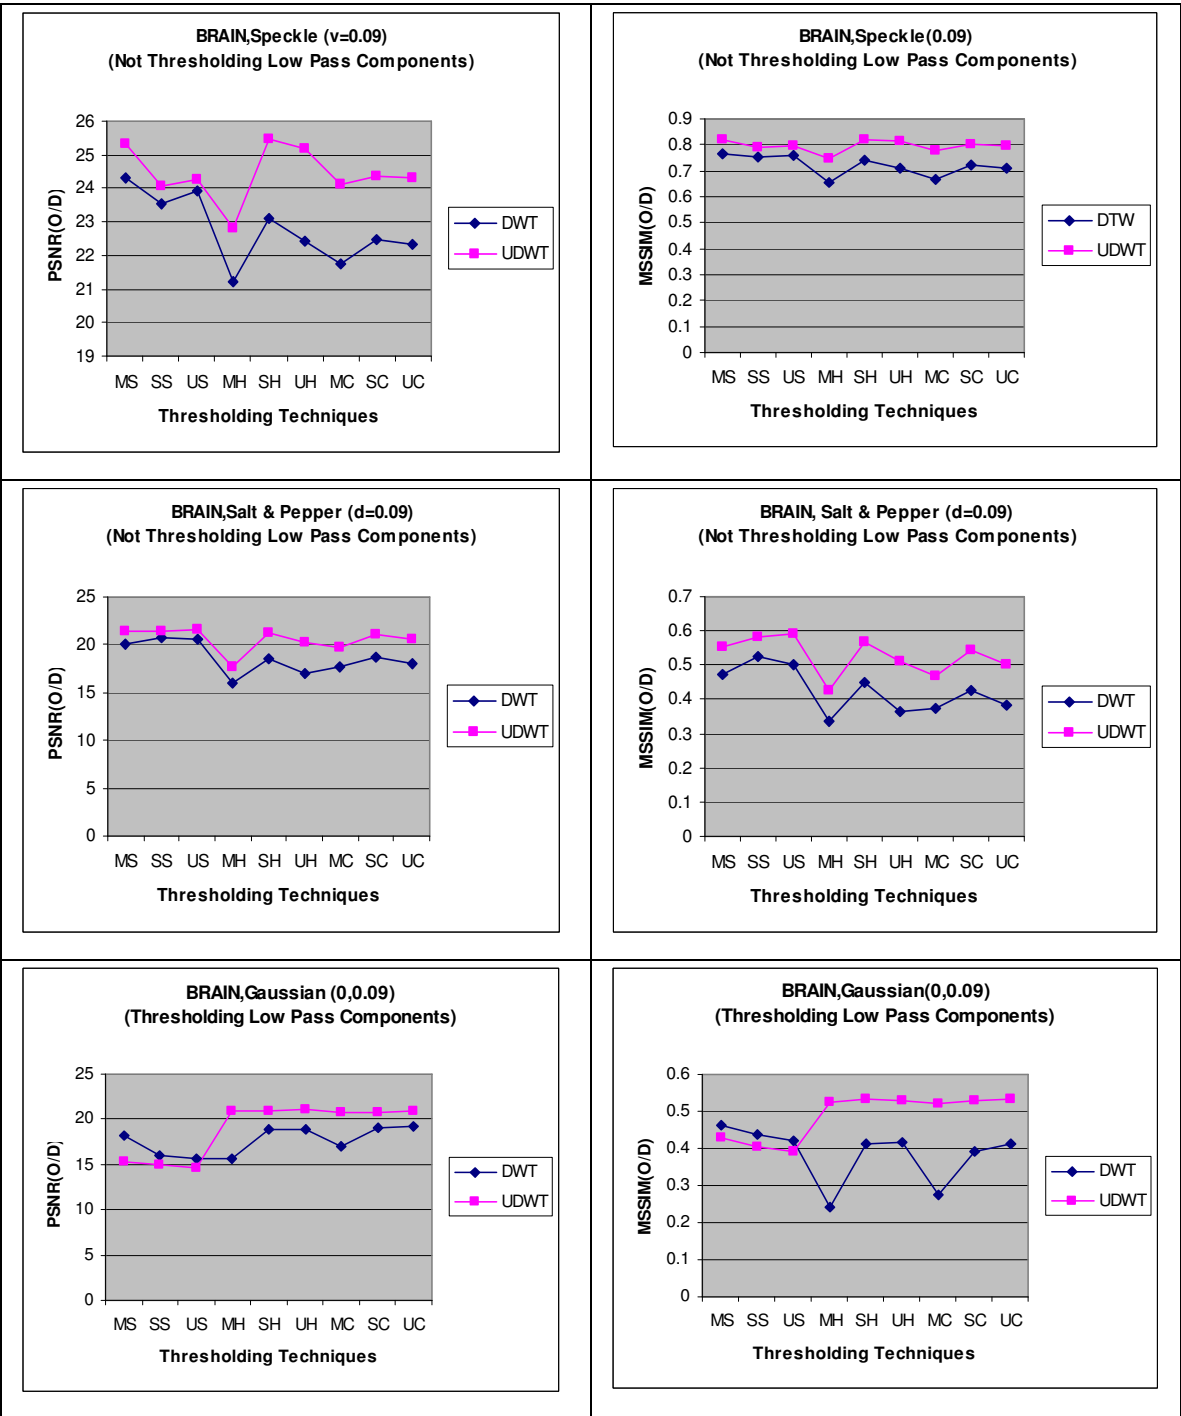 BRAIN,Speckle (v=0.09)
(Not Thresholding Low Pass Components)
PSNR(O/D)
26
25
24
23
22
21
20
19
MS SS US MH SH UH MC SC UC
Thresholding Techniques
DWT
UDWT
BRAIN,Speckle(0.09)
(Not Thresholding Low Pass Components)
MSSIM(O/D)
0.9
0.8
0.7
0.6
0.5
0.4
0.3
0.2
0.1
0
MS SS US MH SH UH MC SC UC
Thresholding Techniques
DTW
UDWT
BRAIN,Salt & Pepper (d=0.09)
(Not Thresholding Low Pass Components)
PSNR(O/D)
25
20
15
10
5
0
MS SS US MH SH UH MC SC UC
Thresholding Techniques
DWT
UDWT
BRAIN, Salt & Pepper (d=0.09)
(Not Thresholding Low Pass Components)
MSSIM(O/D)
0.7
0.6
0.5
0.4
0.3
0.2
0.1
0
MS SS US MH SH UH MC SC UC
Thresholding Techniques
DWT
UDWT
BRAIN,Gaussian (0,0.09)
(Thresholding Low Pass Components)
PSNR(O/D)
25
20
15
10
5
0
MS SS US MH SH UH MC SC UC
Thresholding Techniques
DWT
UDWT
BRAIN,Gaussian(0,0.09)
(Thresholding Low Pass Components)
MSSIM(O/D)
0.6
0.5
0.4
0.3
0.2
0.1
0
MS SS US MH SH UH MC SC UC
Thresholding Techniques
DWT
UDWT